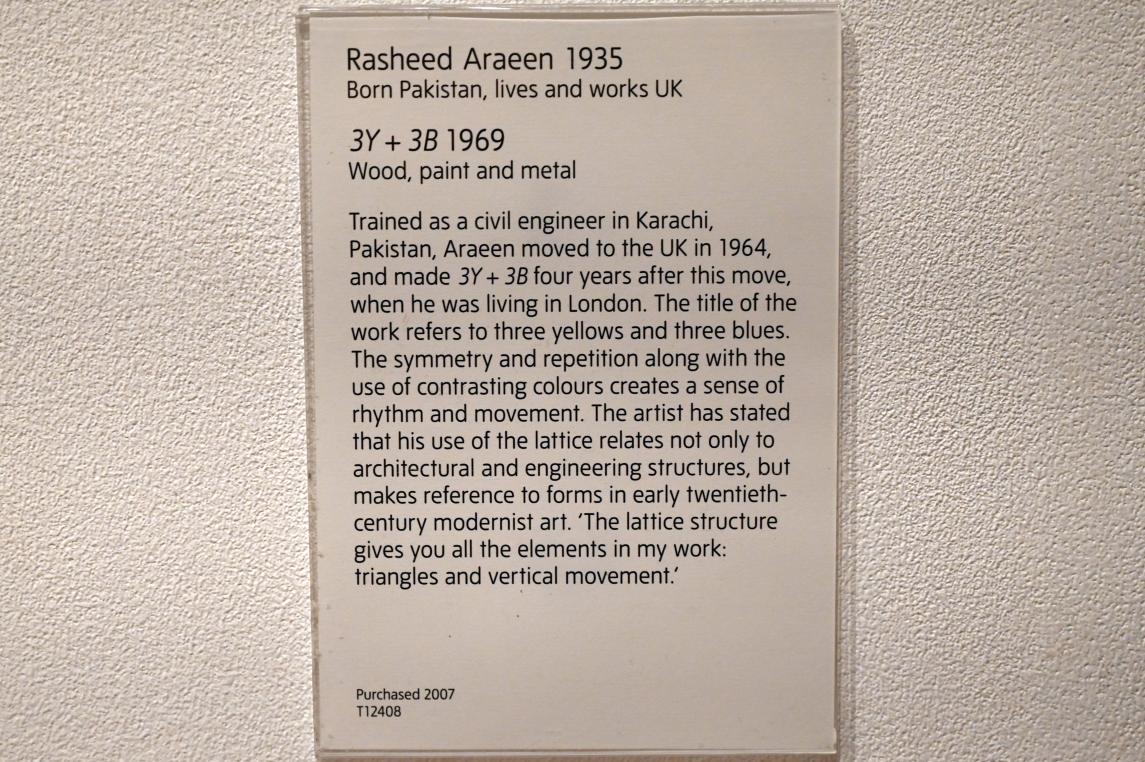 Rasheed Araeen 1935
Born Pakistan, lives and works UK
3Y + 3B 1969
Wood, paint and metal
Trained as a civil engineer in Karachi,
Pakistan, Araeen moved to the UK in 1964,
and made 3Y + 3B four years after this move,
when he was living in London. The title of the
work refers to three yellows and three blues.
The symmetry and repetition along with the
use of contrasting colours creates a sense of
rhythm and movement. The artist has stated
that his use of the lattice relates not only to
architectural and engineering structures, but
makes reference to forms in early twentieth-
century modernist art. ‘The lattice structure
gives you all the elements in my work:
triangles and vertical movement.’
Purchased 2007
T12408